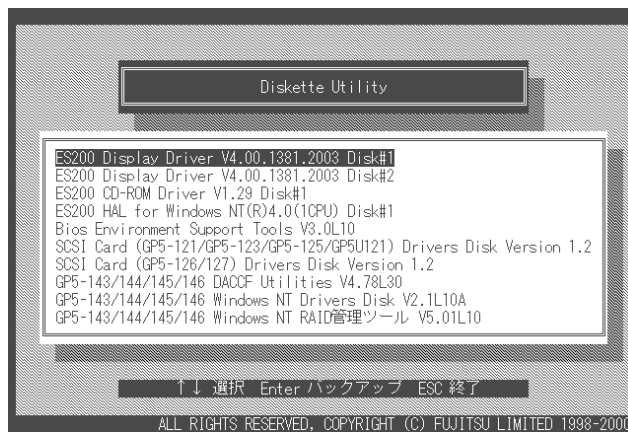 Diskette Utility
ES200 Display Driver V4.00.1381.2003 Disk#1
ES200 Display Driver V4.00.1381.2003 Disk#2
ES200 CD-ROM Driver V1.29 Disk#1
ES200 HAL for Windows NT(R)4.0(1CPU) Disk#1
Bios Environment Support Tools V3.0L10
SCSI Card (GP5-121/GP5-123/GP5-125/GP5U121) Drivers Disk Version 1.2
SCSI Card (GP5-126/127) Drivers Disk Version 1.2
GP5-143/144/145/146 DACCF Utilities V4.78L30
GP5-143/144/145/146 Windows NT Drivers Disk V2.1L10A
GP5-143/144/145/146 Windows NT RAID管理ツール V5.01L10
↑↓ 選択 Enter バックアップ ESC 終了
ALL RIGHTS RESERVED, COPYRIGHT (C) FUJITSU LIMITED 1998-2000